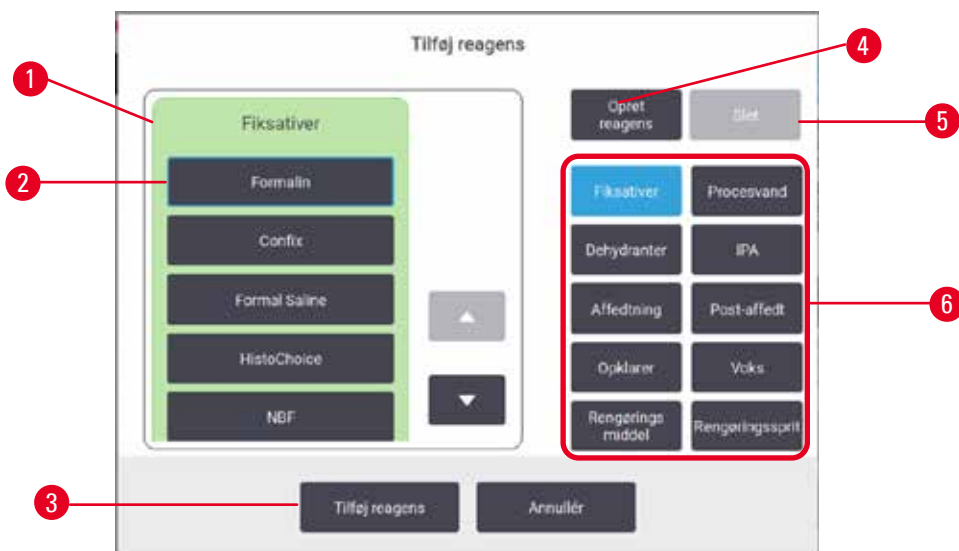 Tilføj reagens
4
1
Fiksativer
Opret
reagens
Slet
5
2
Formalin
Fiksativer
Procesvand
Confix
Dehydranter
IPA
Formal Saline
Affedtning
Post-affedt
6
HistoChoice
Opklarer
Voks
NBF
Rengørings
middel
Rengøringssprit
3
Tilføj reagens
Annullér